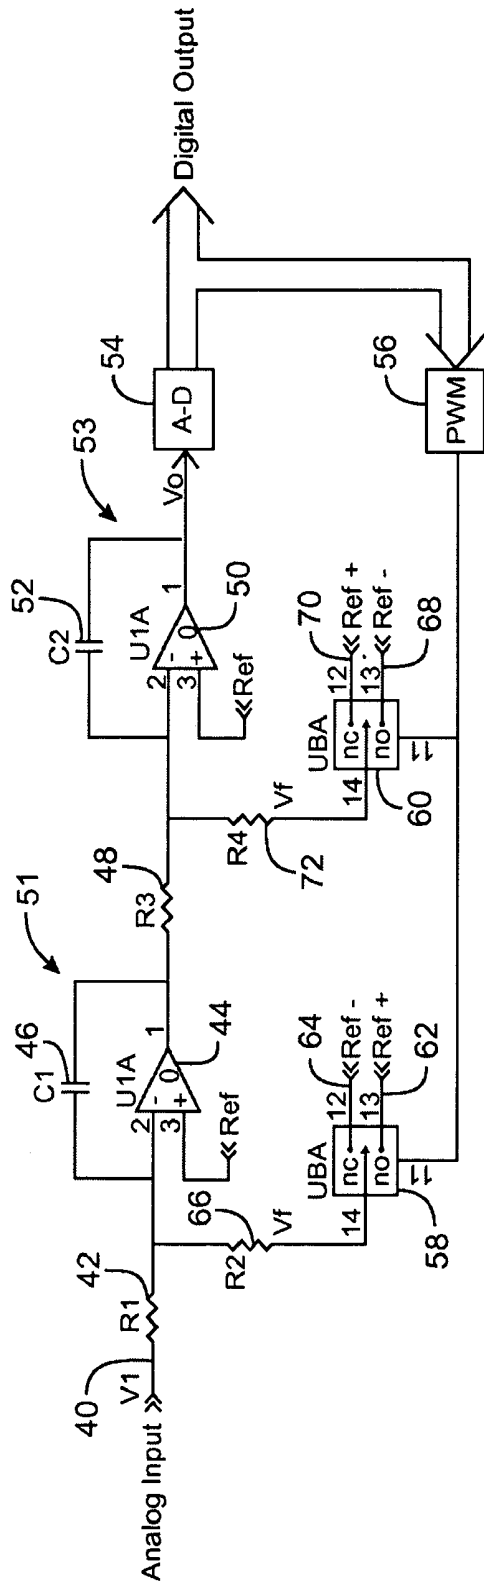 Analog Input
V1
40
R1
42
R2
66
Vf
C1
46
51
U1A
2
-
3
+
0
1
44
Ref
R3
48
R4
72
Vf
C2
52
53
U1A
2
-
3
+
0
1
50
Ref
Vo
A-D
54
Digital Output
PWM
56
UBA
nc
no
14
12
13
Ref -
Ref +
64
62
11
58
UBA
nc
no
14
12
13
Ref +
Ref -
70
68
11
60